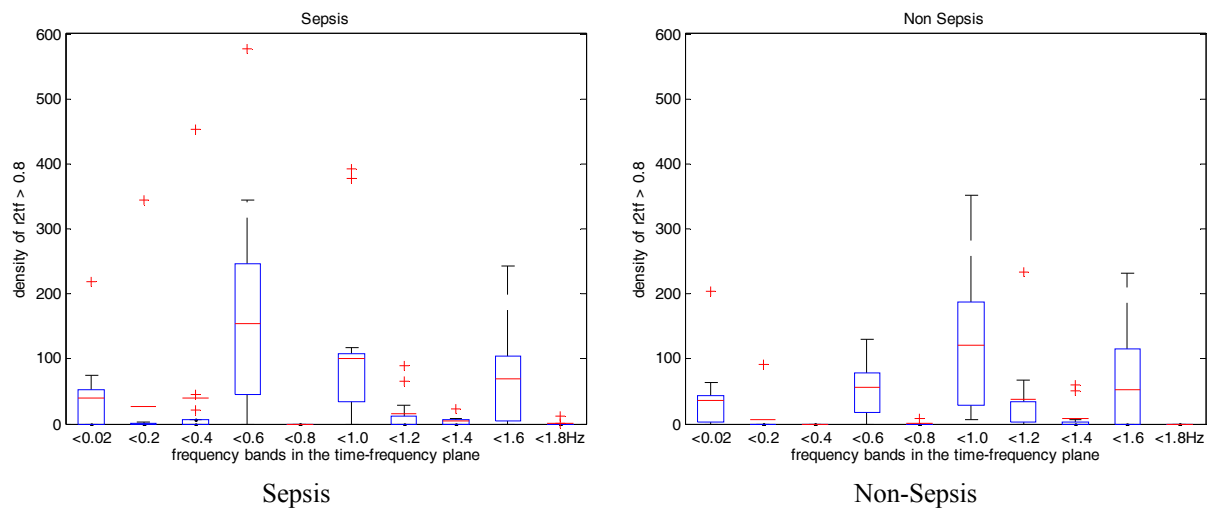 Sepsis
600
500
400
300
200
100
0
density of r2tf > 0.8
<0.02 <0.2 <0.4 <0.6 <0.8 <1.0 <1.2 <1.4 <1.6 <1.8Hz
frequency bands in the time-frequency plane
Sepsis
Non Sepsis
600
500
400
300
200
100
0
density of r2tf > 0.8
<0.02 <0.2 <0.4 <0.6 <0.8 <1.0 <1.2 <1.4 <1.6 <1.8Hz
frequency bands in the time-frequency plane
Non-Sepsis